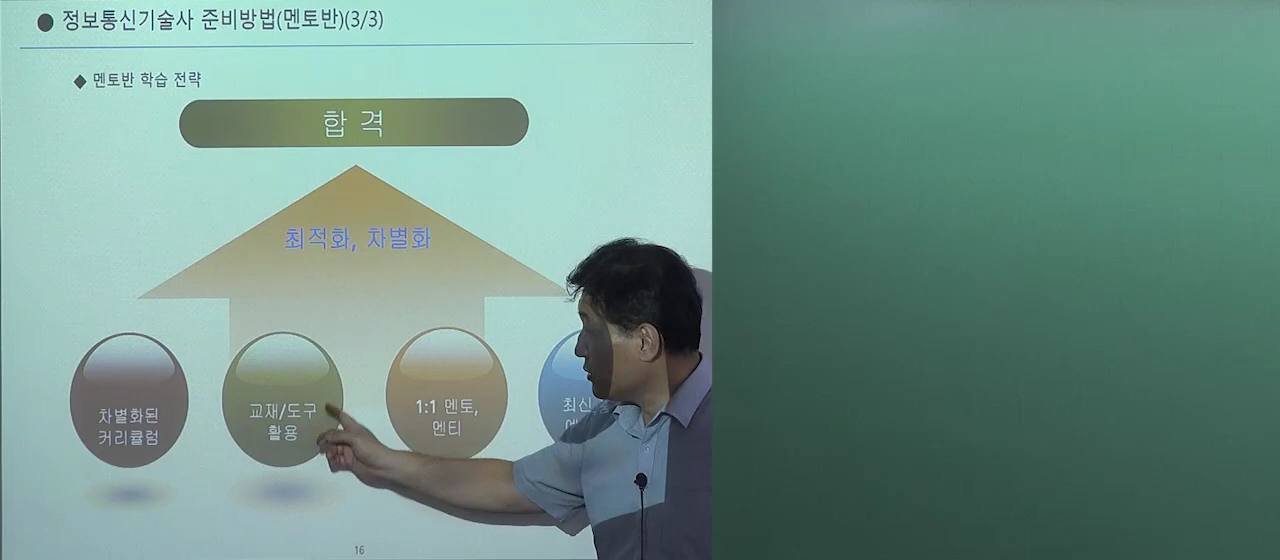 ● 정보통신기술사 준비방법(멘토반)(3/3)
◆ 멘토반 학습 전략
합 격
최적화, 차별화
차별화된
커리큘럼
교재/도구
활용
1:1 멘토,
멘티
최신
16